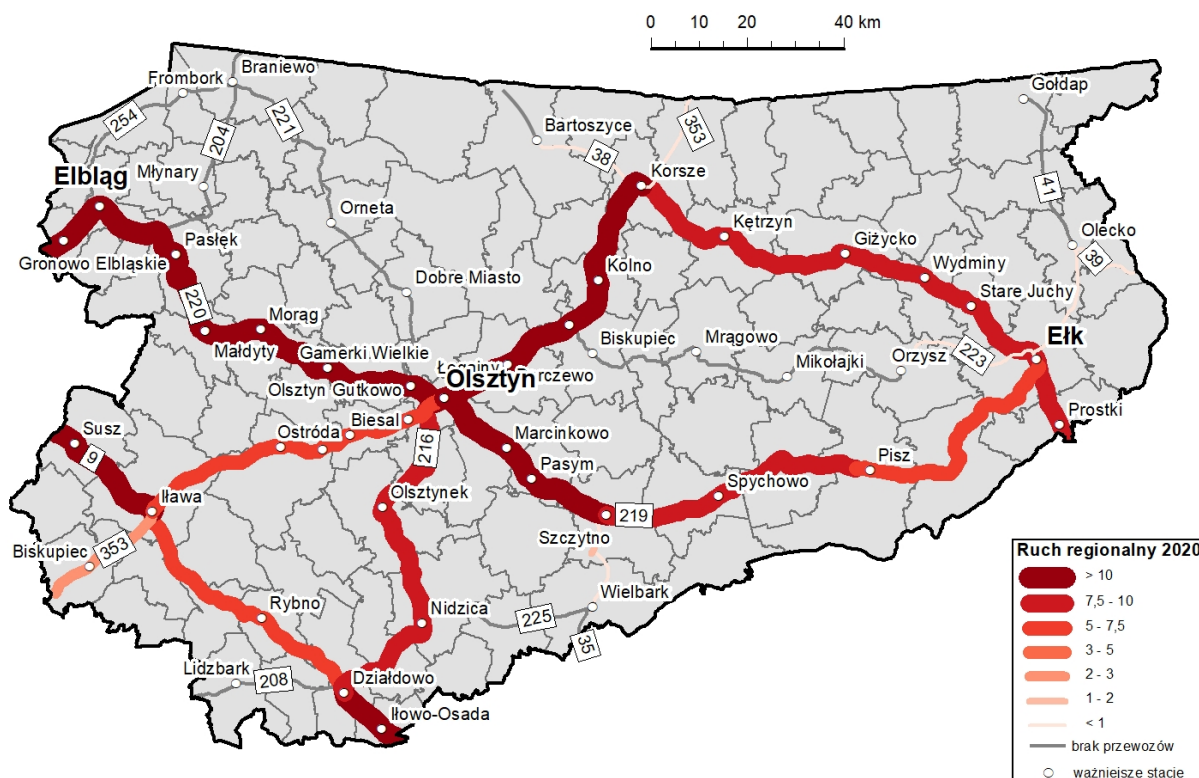 0 10 20 40 km
Braniewo
Frombork
Gołdap
254
204
221
Bartoszyce
353
38
Młynary
Elbląg
Korsze
41
Orneta
Kętrzyn
Pasłęk
Giżycko
Olecko
Gronowo Elbląskie
39
Wydminy
Kolno
Dobre Miasto
220
Stare Juchy
Morąg
Małdyty
Biskupiec
Mrągowo
Ełk
Gamerki Wielkie
Mikołajki
Orzysz
223
Olsztyn Gutkowo
Olsztyn
Biesal
Prostki
Susz
Ostróda
216
Marcinkowo
9
Pasym
Pisz
Spychowo
Olsztynek
Iława
219
Biskupiec
353
Szczytno
Wielbark
Rybno
Nidzica
225
35
Lidzbark
208
Działdowo
Iłowo-Osada
Ruch regionalny 2020
> 10
7,5 - 10
5 - 7,5
3 - 5
2 - 3
1 - 2
< 1
brak przewozów
ważniejsze stacje